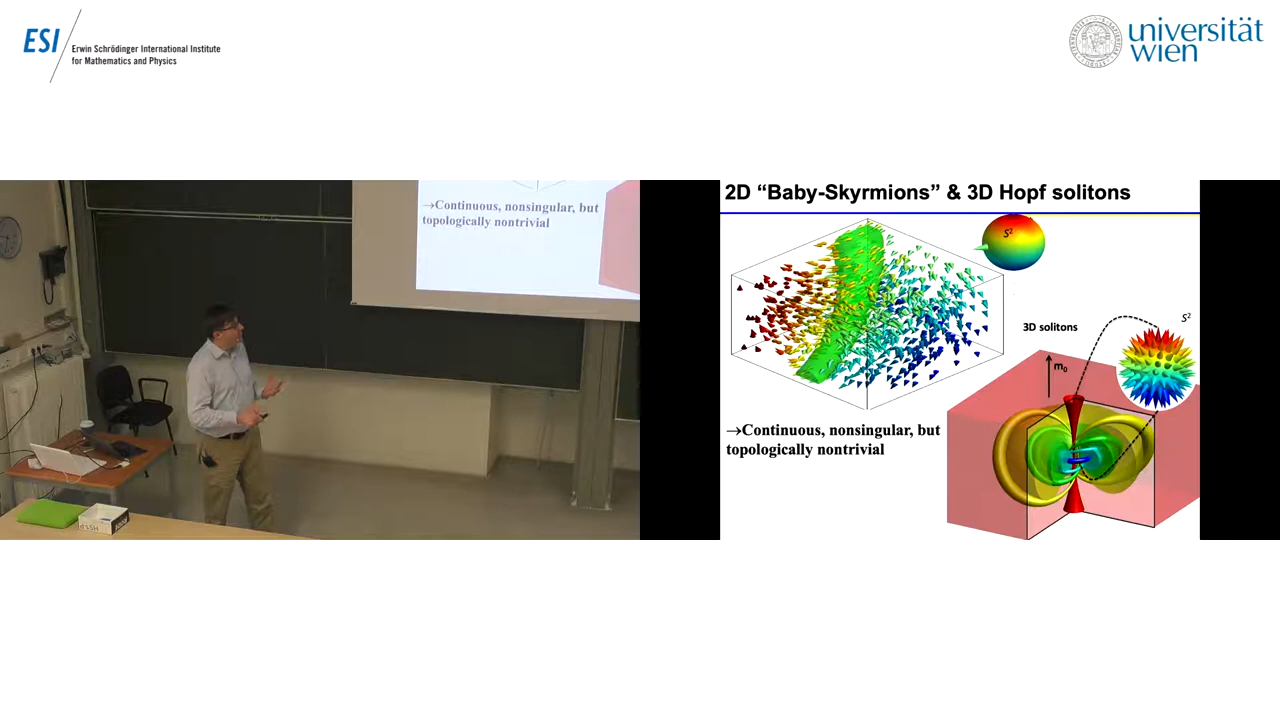 ESI
Erwin Schrödinger International Institute
for Mathematics and Physics
universität
wien
→Continuous, nonsingular, but
topologically nontrivial
2D “Baby-Skyrmions” & 3D Hopf solitons
S²
3D solitons
S²
m₀
→Continuous, nonsingular, but
topologically nontrivial